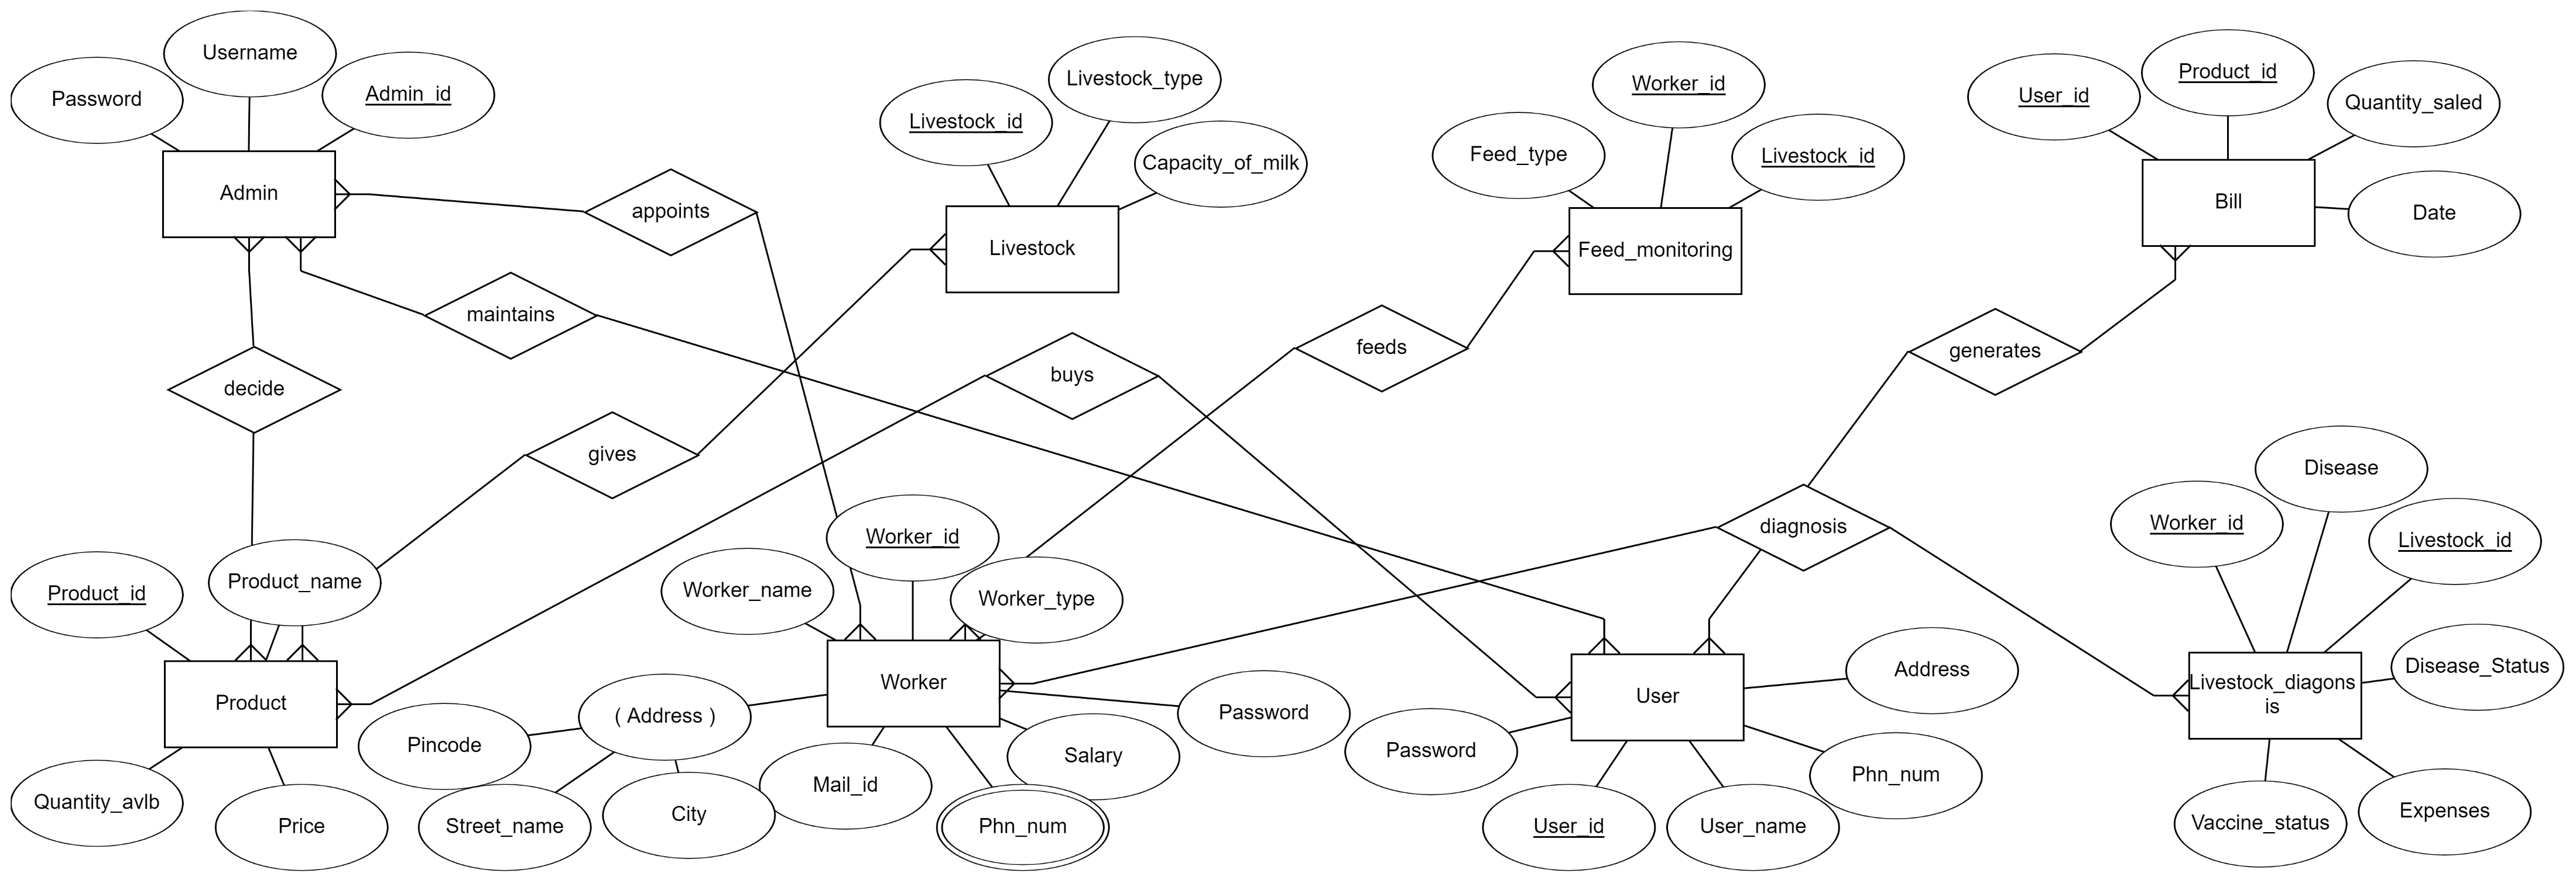 Username
Password
Admin_id
Admin
appoints
maintains
decide
Livestock_type
Livestock_id
Capacity_of_milk
Livestock
gives
buys
Worker_id
Feed_type
Livestock_id
Feed_monitoring
feeds
Product_id
User_id
Quantity_saled
Bill
Date
generates
diagnosis
Product_name
Product_id
Product
Quantity_avlb
Price
Worker_id
Worker_name
Worker_type
Worker
( Address )
Pincode
Street_name
City
Mail_id
Phn_num
Salary
Password
Password
User
Address
Phn_num
User_id
User_name
Disease
Worker_id
Livestock_id
Disease_Status
Livestock_diagons
is
Vaccine_status
Expenses